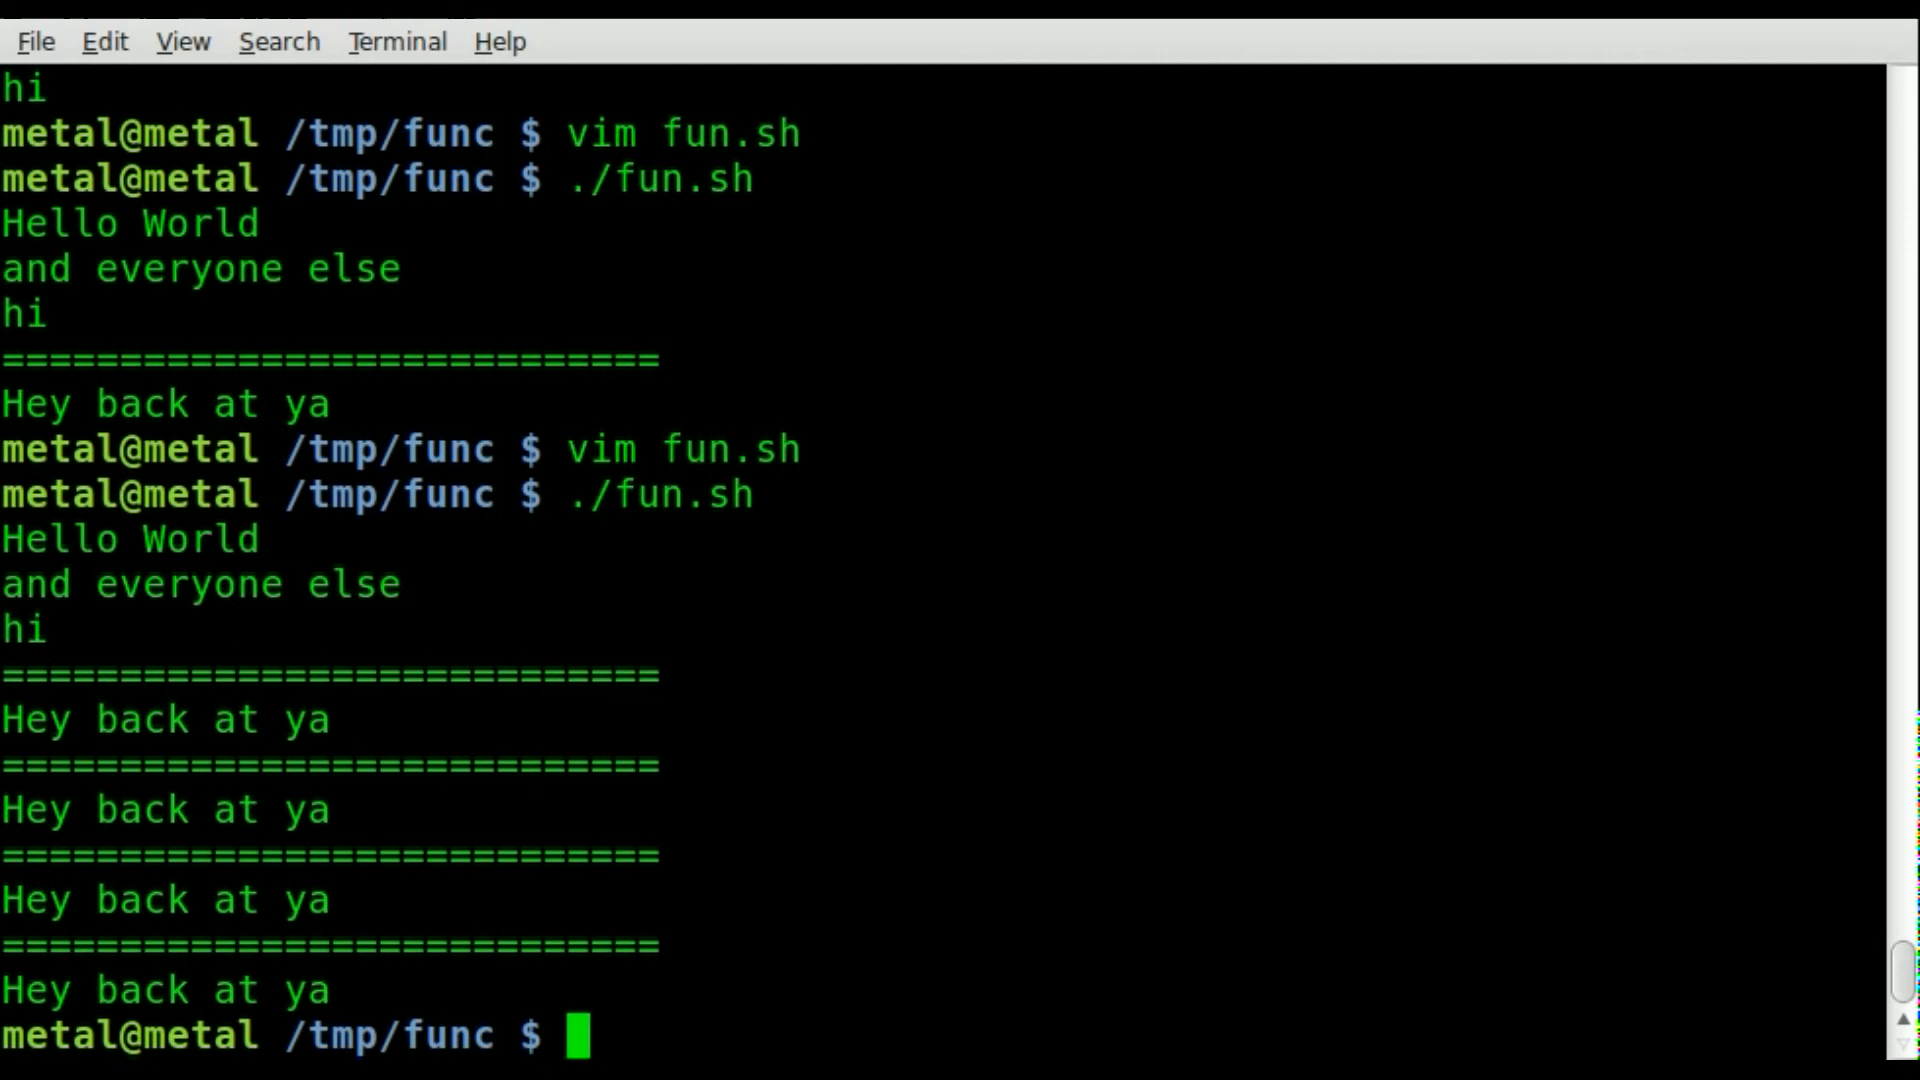 File Edit View Search Terminal Help
hi
metal@metal /tmp/func $ vim fun.sh
metal@metal /tmp/func $ ./fun.sh
Hello World
and everyone else
hi
============================
Hey back at ya
metal@metal /tmp/func $ vim fun.sh
metal@metal /tmp/func $ ./fun.sh
Hello World
and everyone else
hi
============================
Hey back at ya
============================
Hey back at ya
============================
Hey back at ya
============================
Hey back at ya
metal@metal /tmp/func $